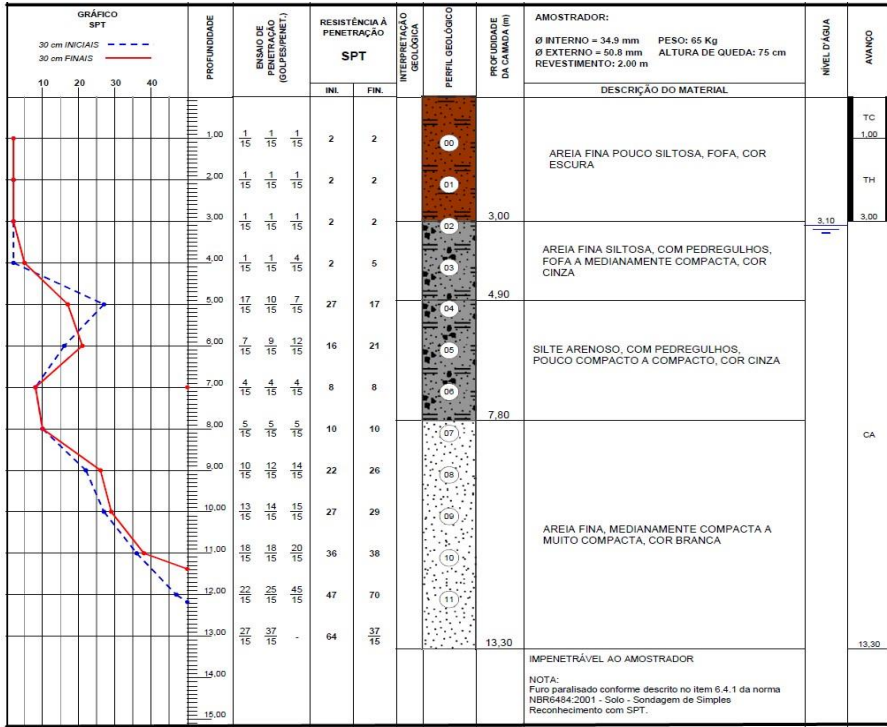 GRÁFICO
SPT
30 cm INICIAIS
30 cm FINAIS
10 20 30 40
PROFUNDIDADE
ENSAIO DE
PENETRAÇÃO
(GOLPES/PENET.)
RESISTÊNCIA À
PENETRAÇÃO
SPT
INI. FIN.
INTERPRETAÇÃO
GEOLÓGICA
PERFIL GEOLÓGICO
PROFUDIDADE
DA CAMADA (m)
AMOSTRADOR:
Ø INTERNO = 34.9 mm PESO: 65 Kg
Ø EXTERNO = 50.8 mm ALTURA DE QUEDA: 75 cm
REVESTIMENTO: 2.00 m
DESCRIÇÃO DO MATERIAL
NÍVEL D'ÁGUA
AVANÇO
1,00 1/15 1/15 1/15 2 2
2,00 1/15 1/15 1/15 2 2
3,00 1/15 1/15 1/15 2 2
4,00 1/15 1/15 4/15 2 5
5,00 17/15 10/15 7/15 27 17
6,00 7/15 9/15 12/15 16 21
7,00 4/15 4/15 4/15 8 8
8,00 5/15 5/15 5/15 10 10
9,00 10/15 12/15 14/15 22 26
10,00 13/15 14/15 15/15 27 29
11,00 18/15 18/15 20/15 36 38
12,00 22/15 25/15 45/15 47 70
13,00 27/15 37/15 - 64 37/15
14,00
15,00
00
01
02
03
04
05
06
07
08
09
10
11
3,00
4,90
7,80
13,30
AREIA FINA POUCO SILTOSA, FOFA, COR
ESCURA
AREIA FINA SILTOSA, COM PEDREGULHOS,
FOFA A MEDIANAMENTE COMPACTA, COR
CINZA
SILTE ARENOSO, COM PEDREGULHOS,
POUCO COMPACTO A COMPACTO, COR CINZA
AREIA FINA, MEDIANAMENTE COMPACTA A
MUITO COMPACTA, COR BRANCA
IMPENETRÁVEL AO AMOSTRADOR
NOTA:
Furo paralisado conforme descrito no item 6.4.1 da norma
NBR6484:2001 - Solo - Sondagem de Simples
Reconhecimento com SPT.
3,10
TC
1,00
TH
3,00
CA
13,30